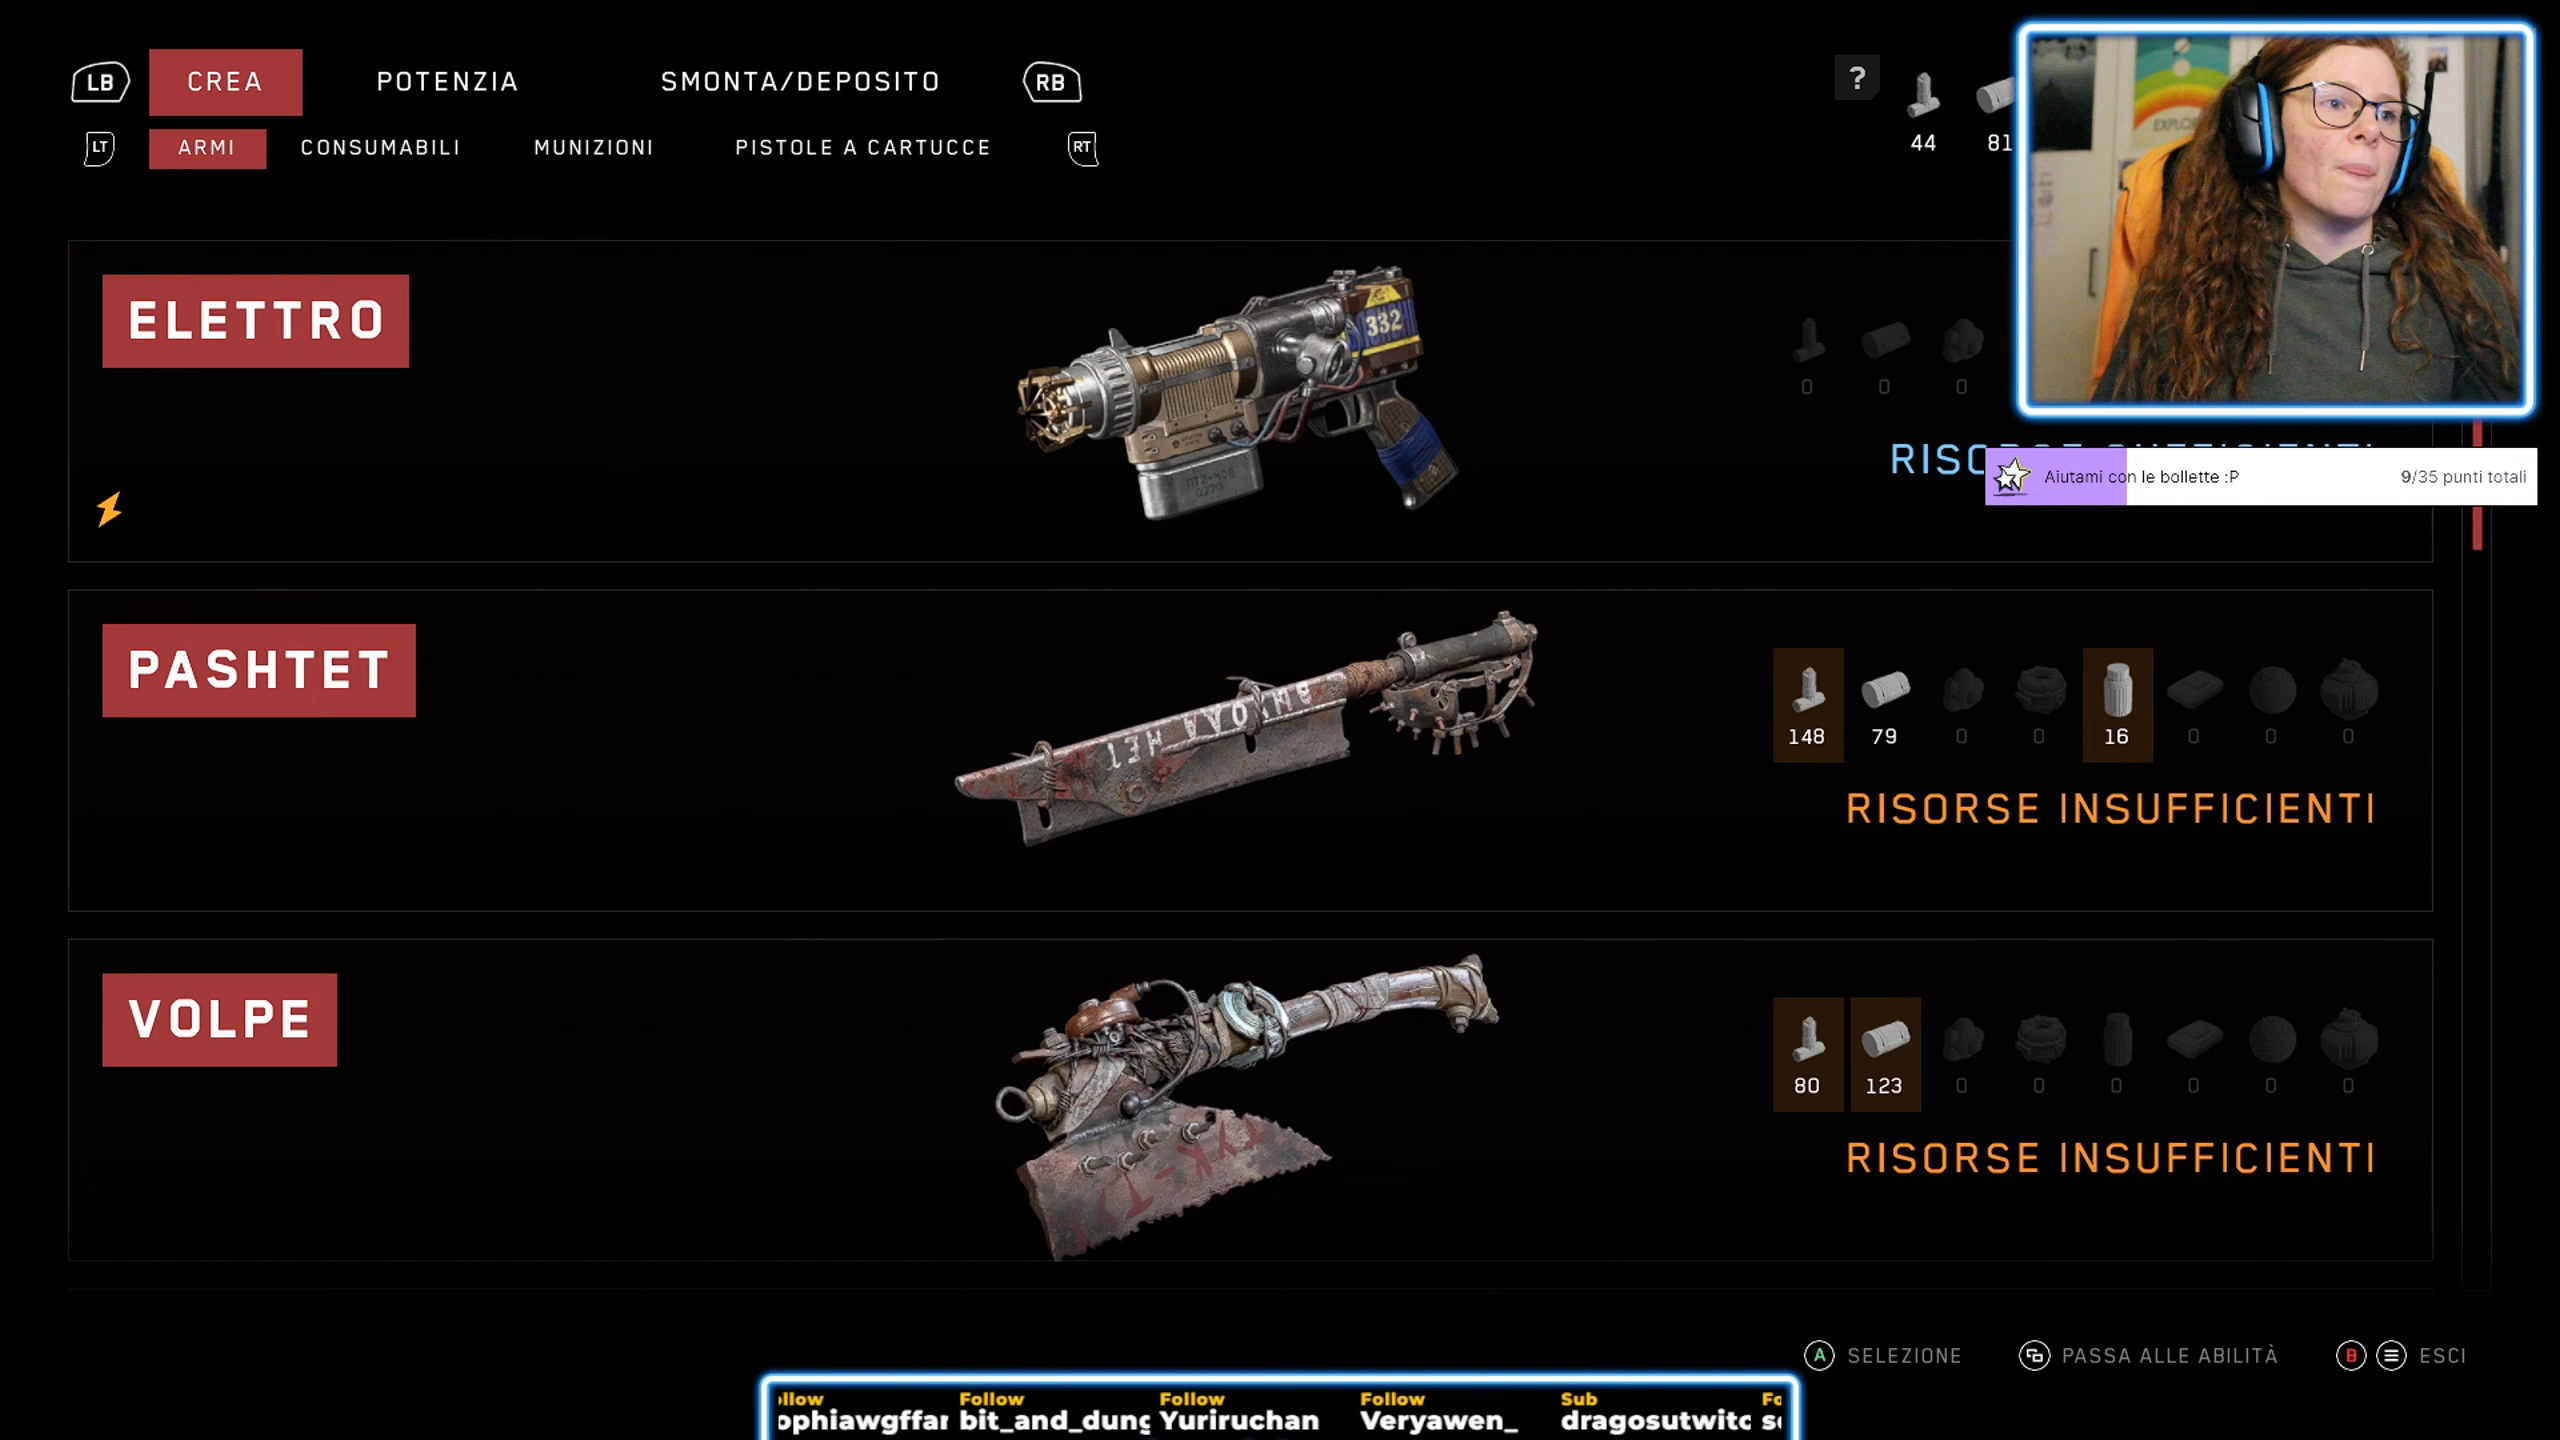 LB CREA POTENZIA SMONTA/DEPOSITO RB
LT ARMI CONSUMABILI MUNIZIONI PISTOLE A CARTUCCE RT
?
44 81
ELETTRO
332
0 0 0
Aiutami con le bollette :P 9/35 punti totali
PASHTET
148 79 0 0 16 0 0 0
RISORSE INSUFFICIENTI
VOLPE
80 123 0 0 0 0 0 0
RISORSE INSUFFICIENTI
A SELEZIONE PASSA ALLE ABILITÀ B ESCI
Follow Follow Follow Sub
Yuriruchan Veryawen_